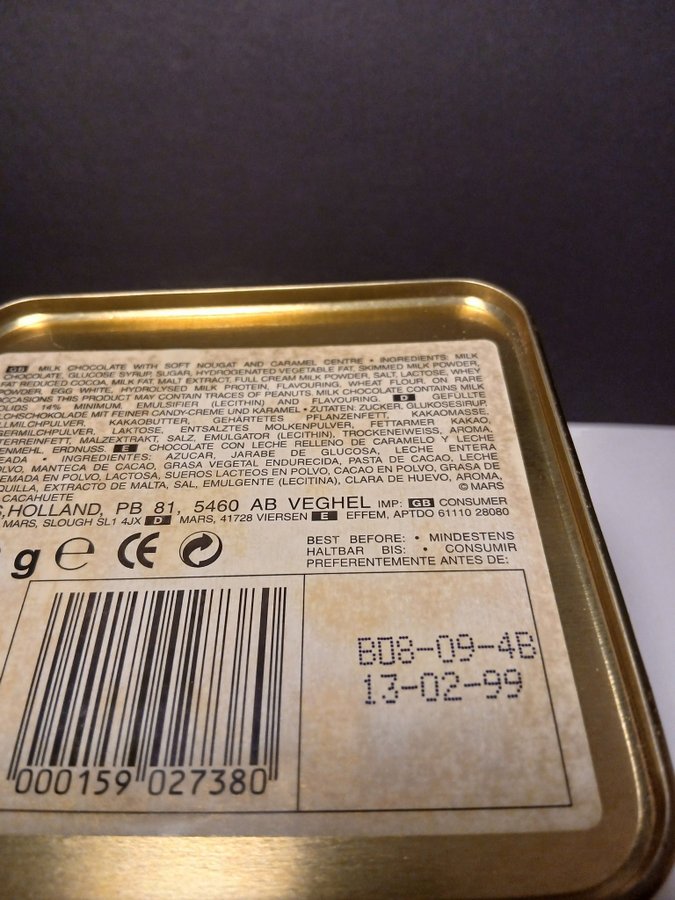 GB MILK CHOCOLATE WITH SOFT NOUGAT AND CARAMEL CENTRE • INGREDIENTS: MILK
CHOCOLATE, GLUCOSE SYRUP, SUGAR, HYDROGENATED VEGETABLE FAT, SKIMMED MILK POWDER,
FAT REDUCED COCOA, MILK FAT, MALT EXTRACT, FULL CREAM MILK POWDER, SALT, LACTOSE, WHEY
POWDER, EGG WHITE, HYDROLYSED MILK PROTEIN, FLAVOURING, WHEAT FLOUR, ON RARE
CCASIONS THIS PRODUCT MAY CONTAIN TRACES OF PEANUTS. MILK CHOCOLATE CONTAINS MILK
OLIDS 14% MINIMUM, EMULSIFIER (LECITHIN) AND FLAVOURING. D GEFÜLLTE
LCHSCHOKOLADE MIT FEINER CANDY-CREME UND KARAMEL • ZUTATEN: ZUCKER, GLUKOSESIRUP,
LLMILCHPULVER, KAKAOBUTTER, GEHÄRTETES PFLANZENFETT, KAKAOMASSE,
ERMILCHPULVER, LAKTOSE, ENTSALZTES MOLKENPULVER, FETTARMER KAKAO,
ERREINFETT, MALZEXTRAKT, SALZ, EMULGATOR (LECITHIN), TROCKENEIWEISS, AROMA,
ENMEHL, ERDNUSS. E CHOCOLATE CON LECHE RELLENO DE CARAMELO Y LECHE
EADA • INGREDIENTES: AZUCAR, JARABE DE GLUCOSA, LECHE ENTERA
OLVO, MANTECA DE CACAO, GRASA VEGETAL ENDURECIDA, PASTA DE CACAO, LECHE
EMADA EN POLVO, LACTOSA, SUEROS LACTEOS EN POLVO, CACAO EN POLVO, GRASA DE
QUILLA, EXTRACTO DE MALTA, SAL, EMULGENTE (LECITINA), CLARA DE HUEVO, AROMA,
CACAHUETE © MARS
S,HOLLAND, PB 81, 5460 AB VEGHEL IMP: GB CONSUMER
MARS, SLOUGH SL1 4JX D MARS, 41728 VIERSEN E EFFEM, APTDO 61110 28080
g ℮ CE
BEST BEFORE: • MINDESTENS
HALTBAR BIS: • CONSUMIR
PREFERENTEMENTE ANTES DE:
B08-09-4B
13-02-99
000159 027380